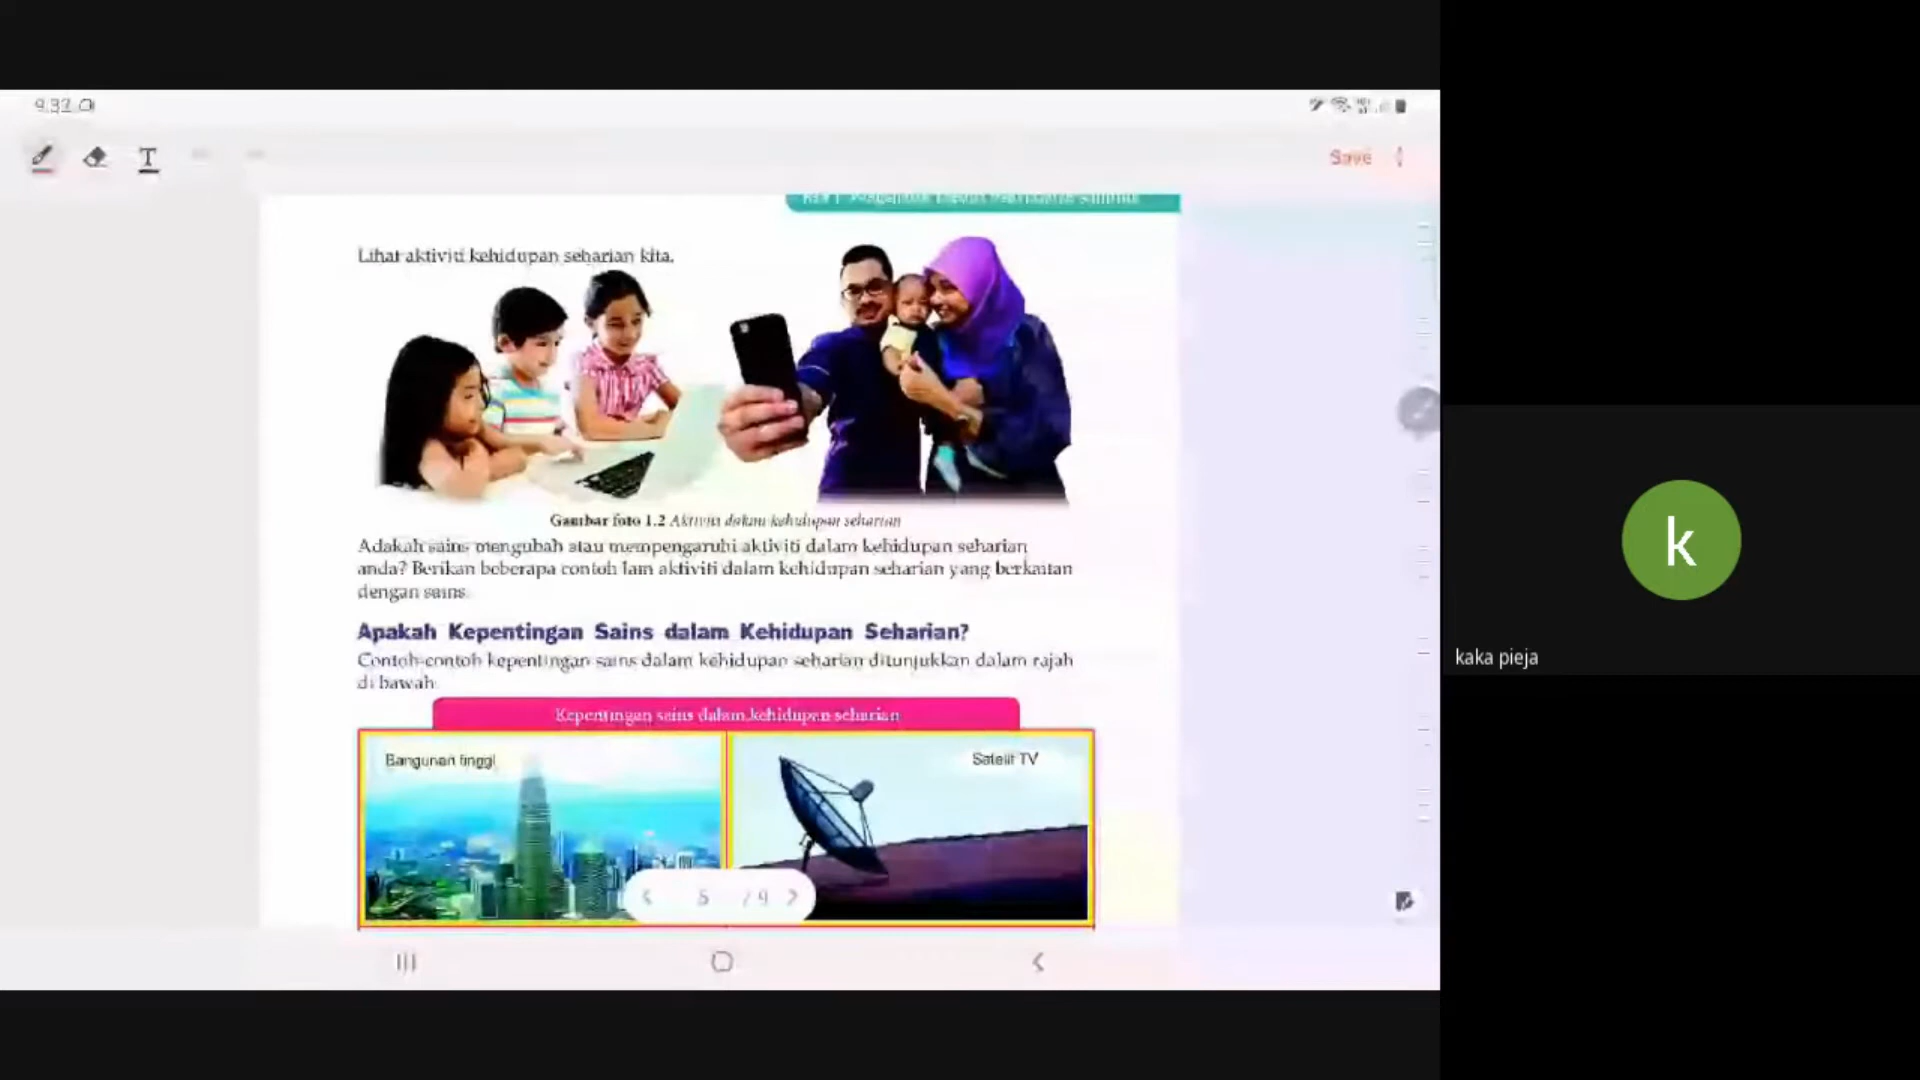 9.37
T
Save
Lihat aktiviti kehidupan seharian kita.
Gambar foto 1.2 Aktiviti dalam kehidupan seharian
Adakah sains mengubah atau mempengaruhi aktiviti dalam kehidupan seharian
anda? Berikan beberapa contoh lain aktiviti dalam kehidupan seharian yang berkaitan
dengan sains.
Apakah Kepentingan Sains dalam Kehidupan Seharian?
Contoh-contoh kepentingan sains dalam kehidupan seharian ditunjukkan dalam rajah
di bawah.
Kepentingan sains dalam kehidupan seharian
Bangunan tinggi
Satelit TV
5 / 9
k
kaka pieja